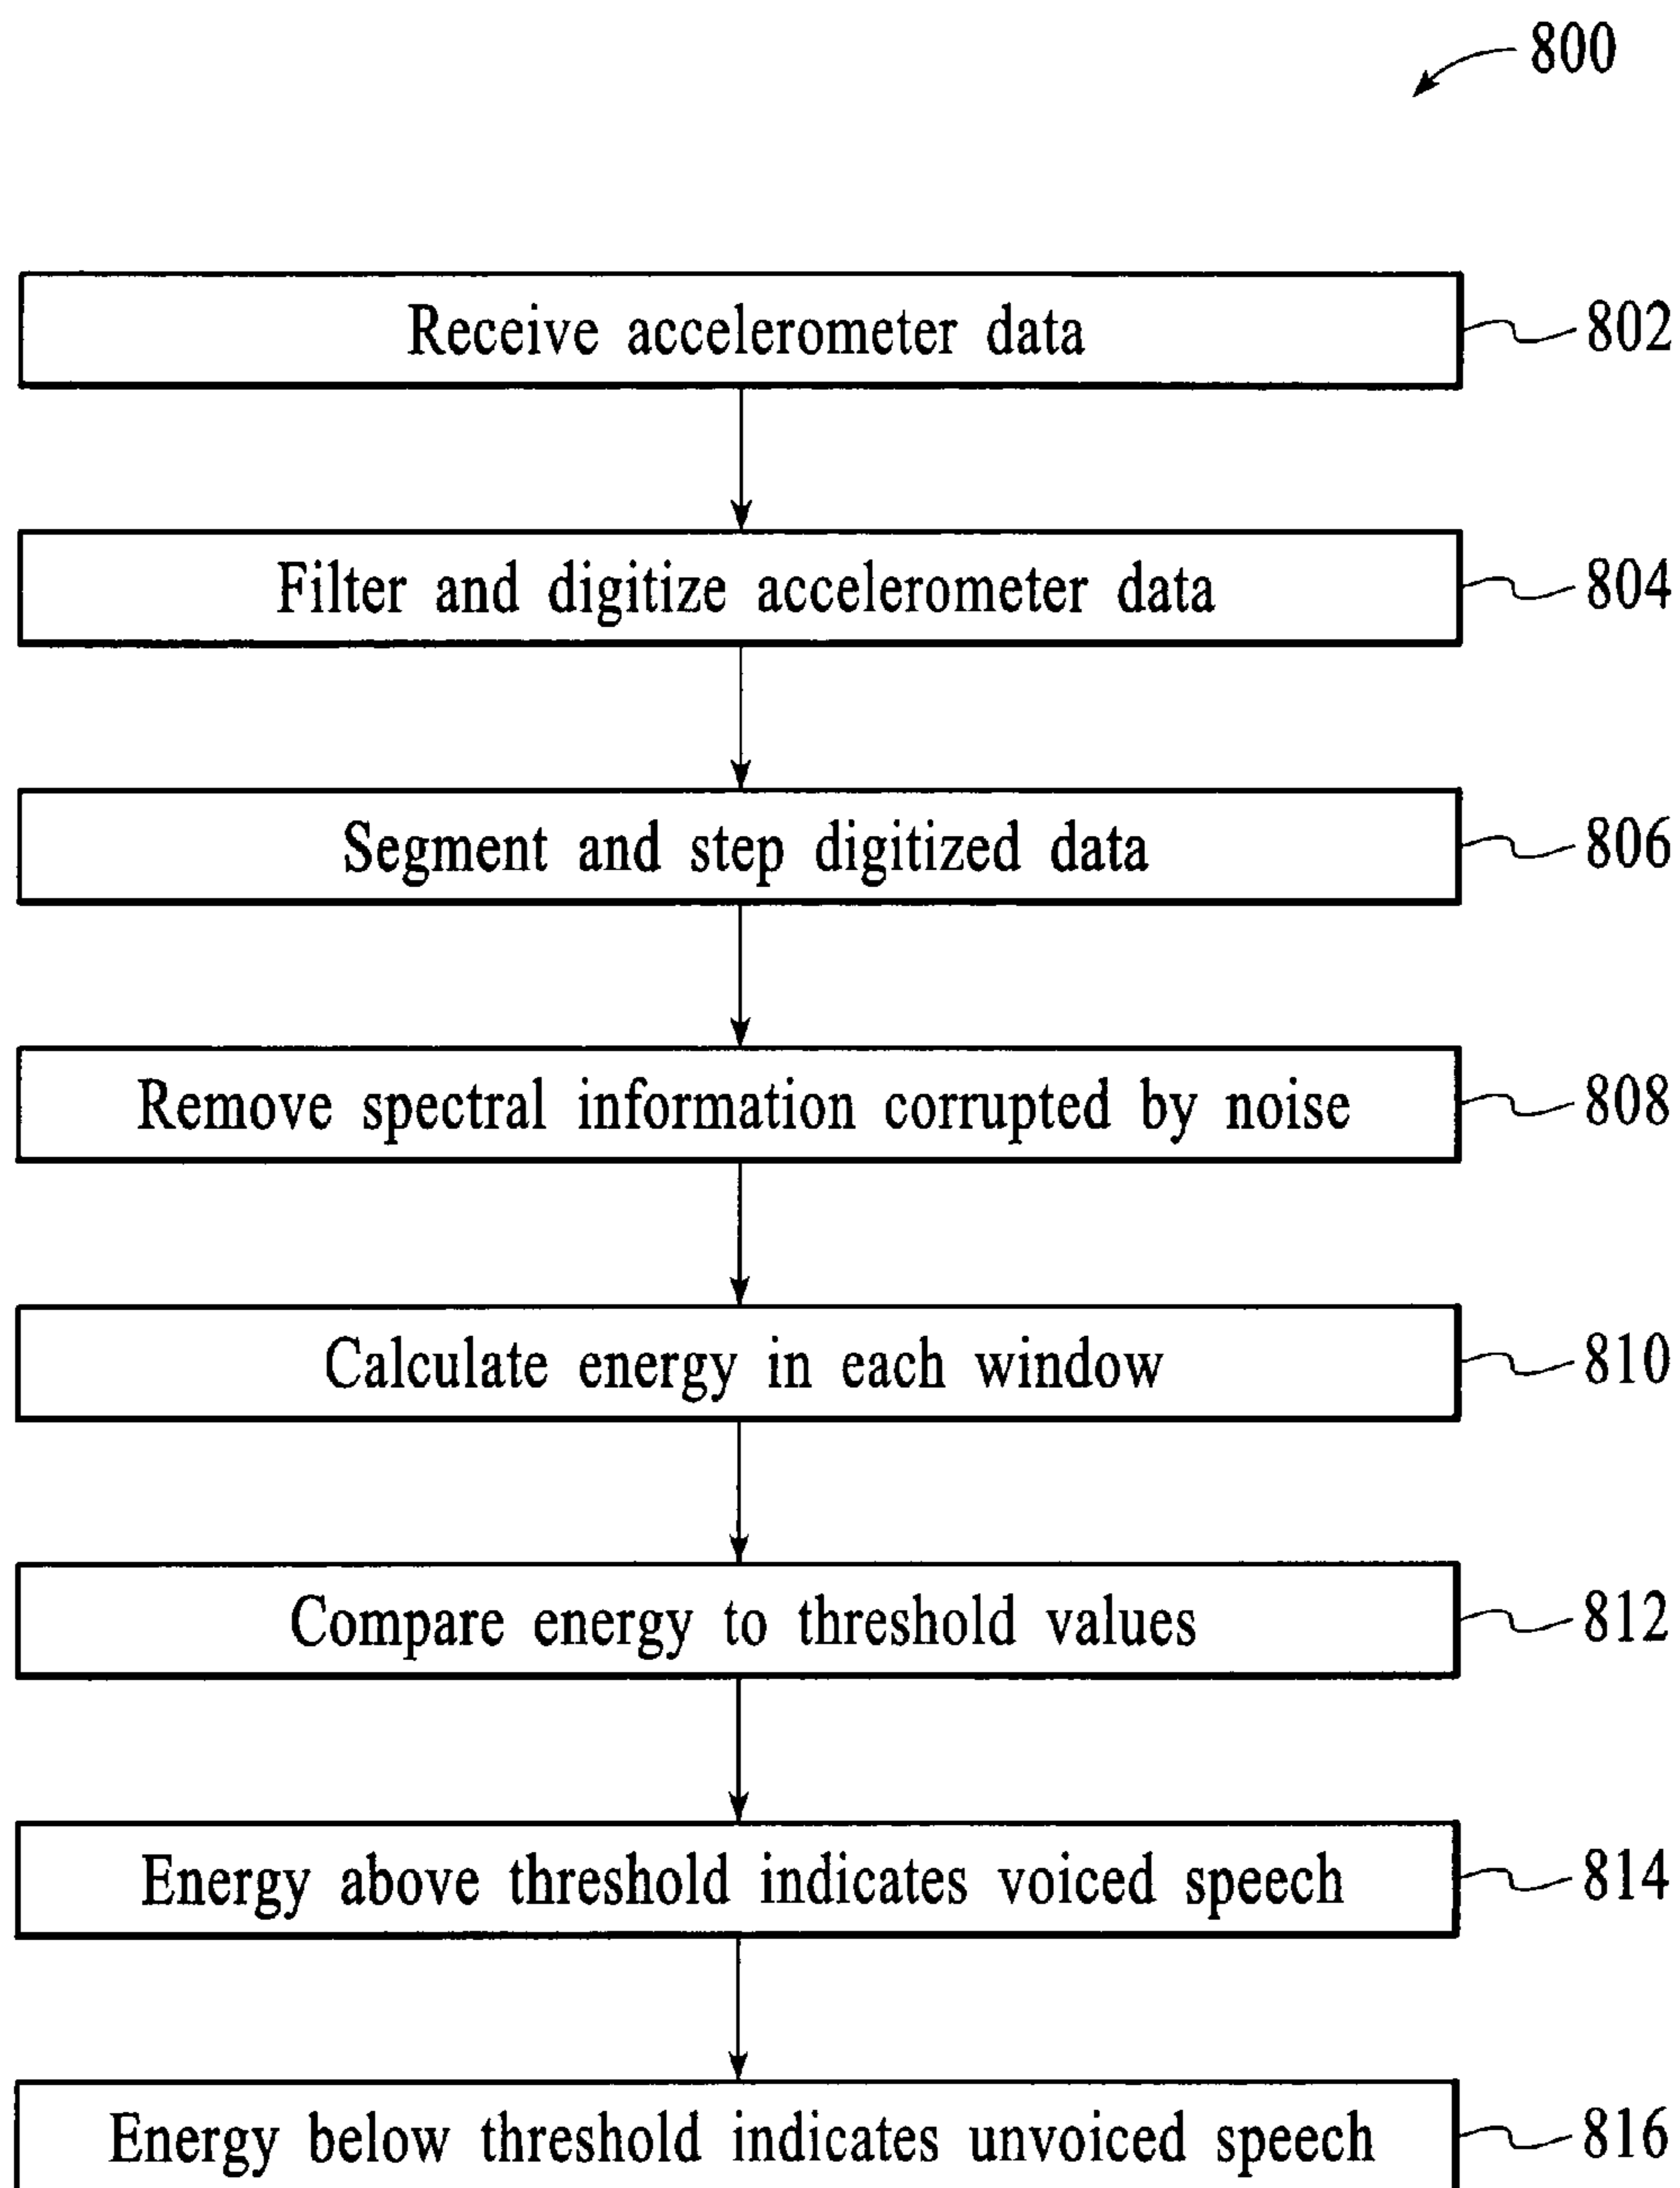 800
Receive accelerometer data 802
Filter and digitize accelerometer data 804
Segment and step digitized data 806
Remove spectral information corrupted by noise 808
Calculate energy in each window 810
Compare energy to threshold values 812
Energy above threshold indicates voiced speech 814
Energy below threshold indicates unvoiced speech 816